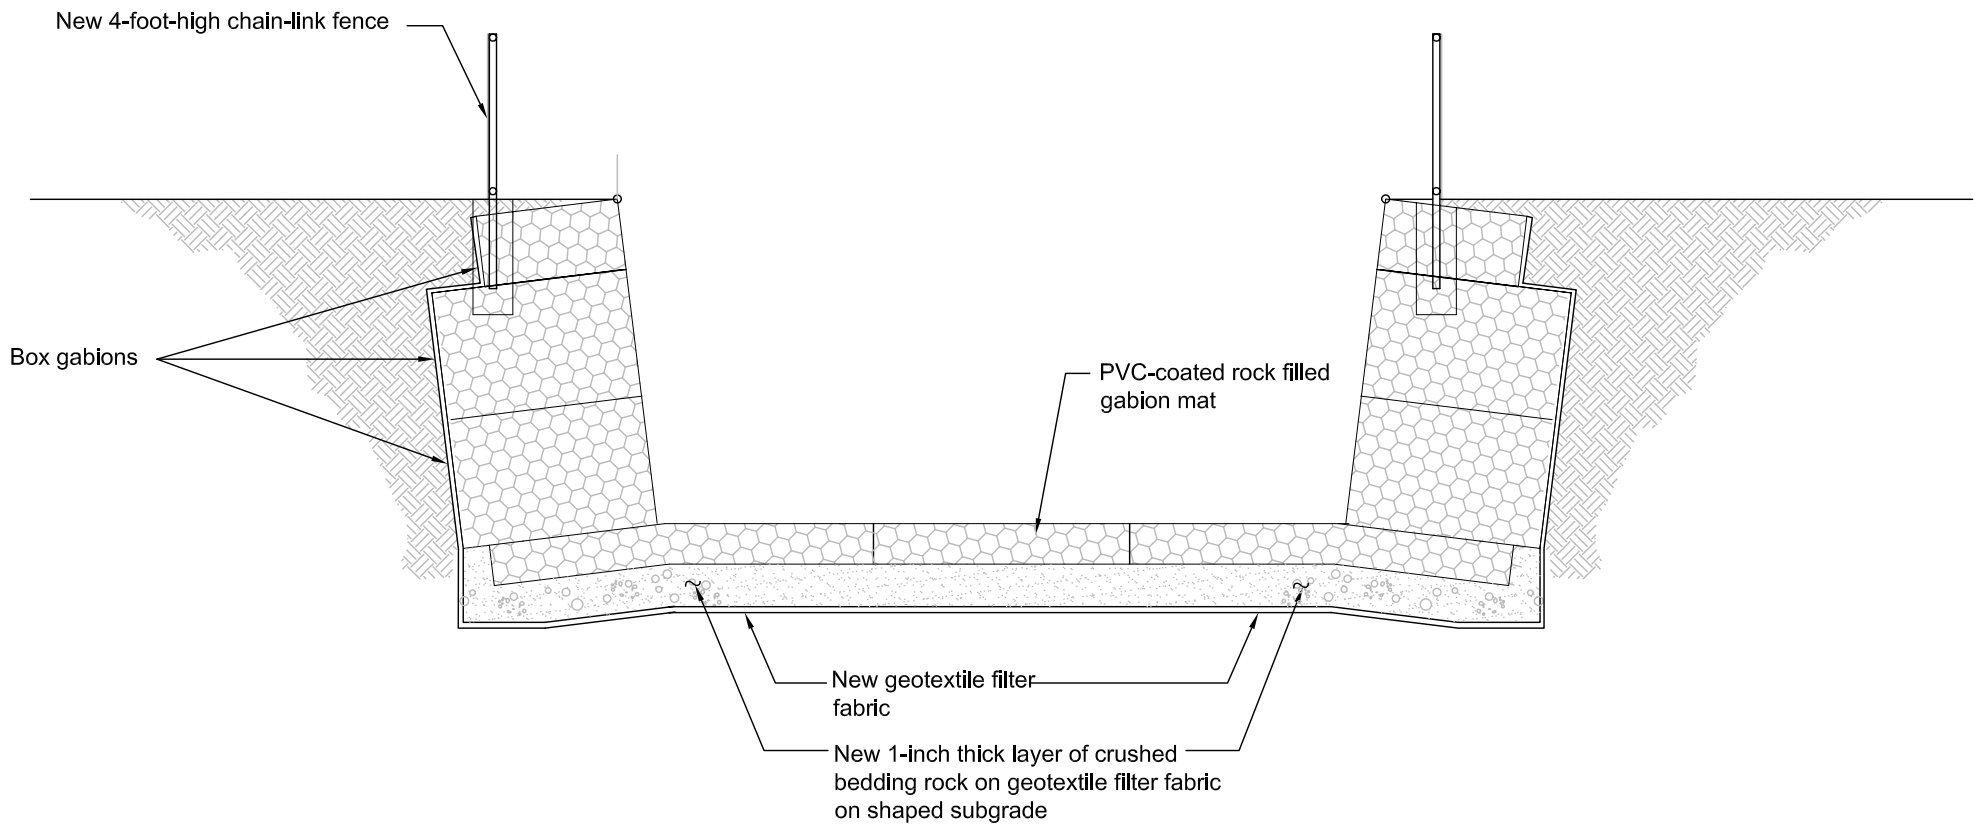 New 4-foot-high chain-link fence
Box gabions
PVC-coated rock filled
gabion mat
New geotextile filter
fabric
New 1-inch thick layer of crushed
bedding rock on geotextile filter fabric
on shaped subgrade